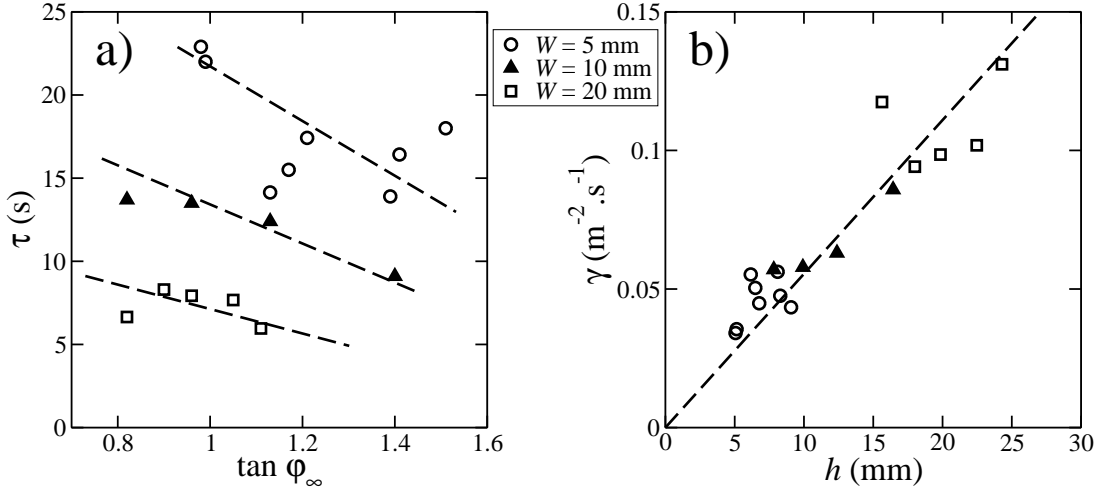 25
20
15
10
5
0
τ (s)
a)
0.8
1
1.2
1.4
1.6
tan φ∞
W = 5 mm
W = 10 mm
W = 20 mm
0.15
0.1
0.05
0
γ (m⁻².s⁻¹)
b)
0
5
10
15
20
25
30
h (mm)